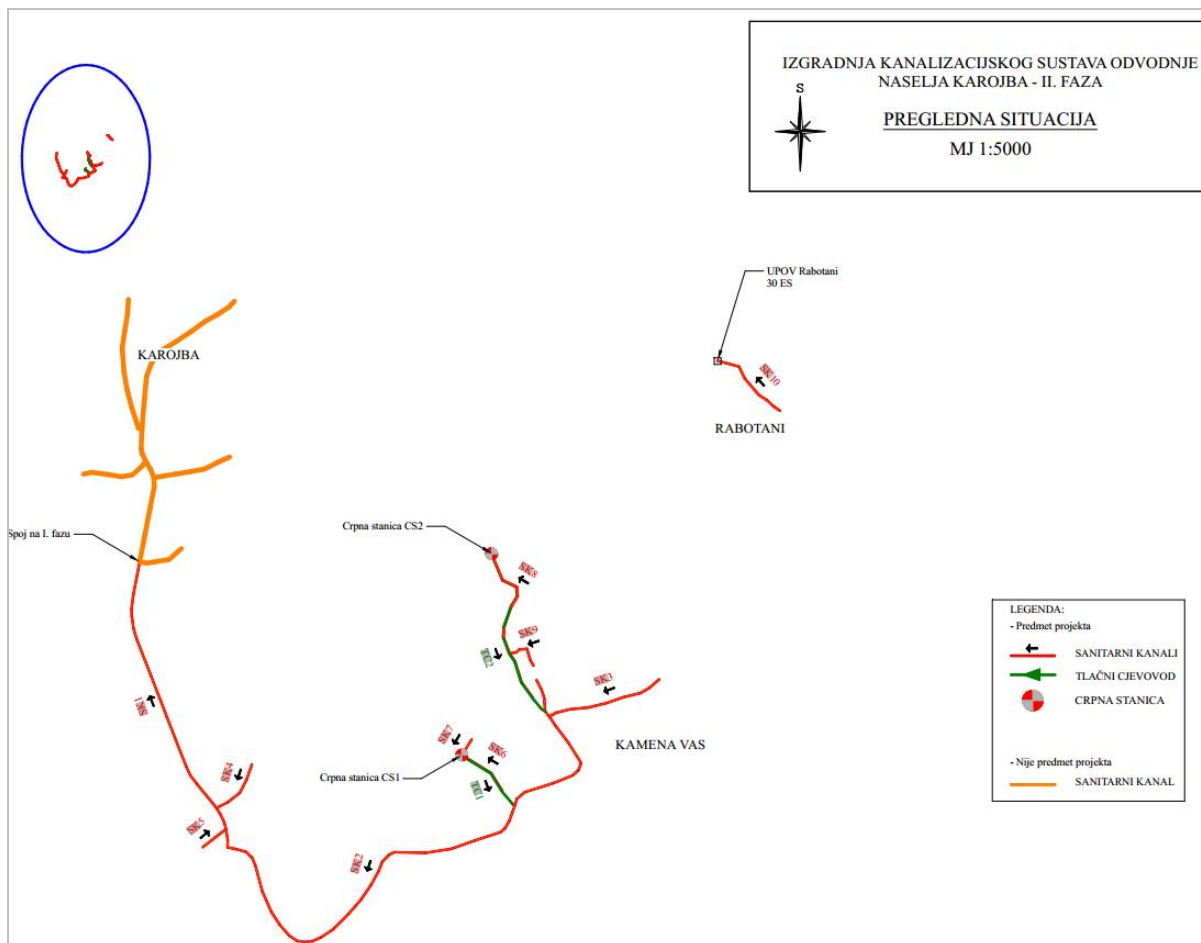 IZGRADNJA KANALIZACIJSKOG SUSTAVA ODVODNJE
NASELJA KAROJBA - II. FAZA
S
PREGLEDNA SITUACIJA
MJ 1:5000
UPOV Rabotani
30 ES
KAROJBA
SK10
RABOTANI
Spoj na I. fazu
Crpna stanica CS2
SK8
SK9
TC2
SK3
SK1
KAMENA VAS
SK7
SK6
Crpna stanica CS1
TC1
SK4
SK5
SK2
LEGENDA:
- Predmet projekta
SANITARNI KANALI
TLAČNI CJEVOVOD
CRPNA STANICA
- Nije predmet projekta
SANITARNI KANAL